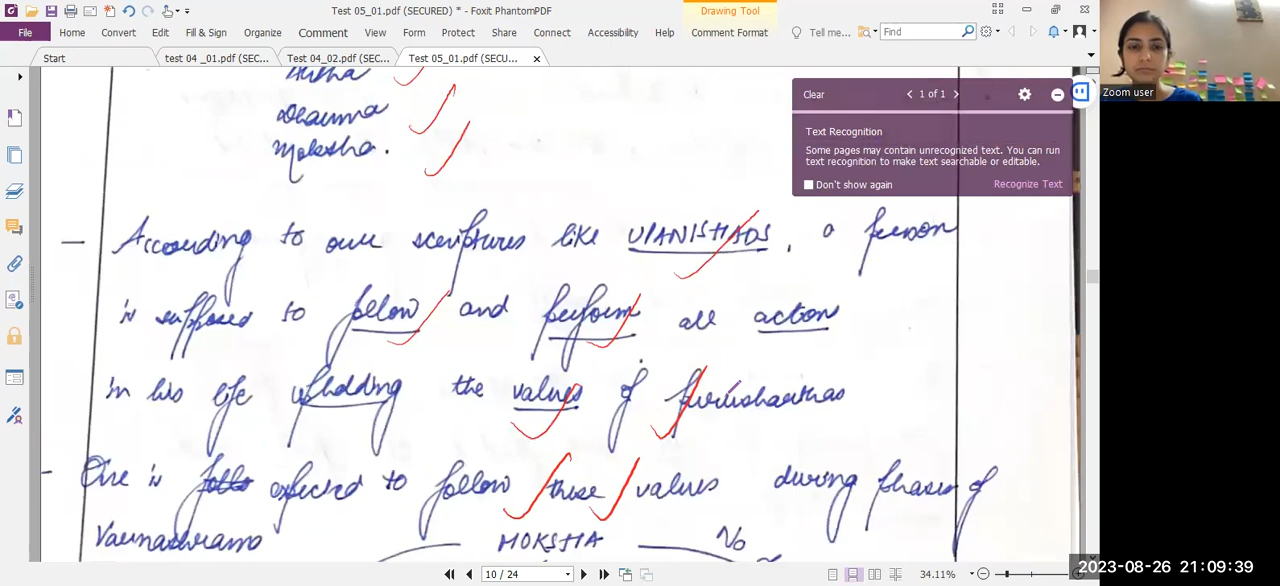 Test 05_01.pdf (SECURED) * - Foxit PhantomPDF
Drawing Tool
File Home Convert Edit Fill & Sign Organize Comment View Form Protect Share Connect Accessibility Help Comment Format Tell me... Find
Start test 04 _01.pdf (SEC... Test 04_02.pdf (SECURED... Test 05_01.pdf (SECU...
Zoom user
Clear 1 of 1
Text Recognition
Some pages may contain unrecognized text. You can run
text recognition to make text searchable or editable.
Don't show again Recognize Text
Artha
Dharma
Moksha.
— According to our scriptures like UPANISHADS, a person
is supposed to follow and perform all action
in his life upholding the values of purusharthas
- One is expected to follow these values during phases of
Varnashrama MOKSHA No
10 / 24 34.11%
2023-08-26 21:09:39